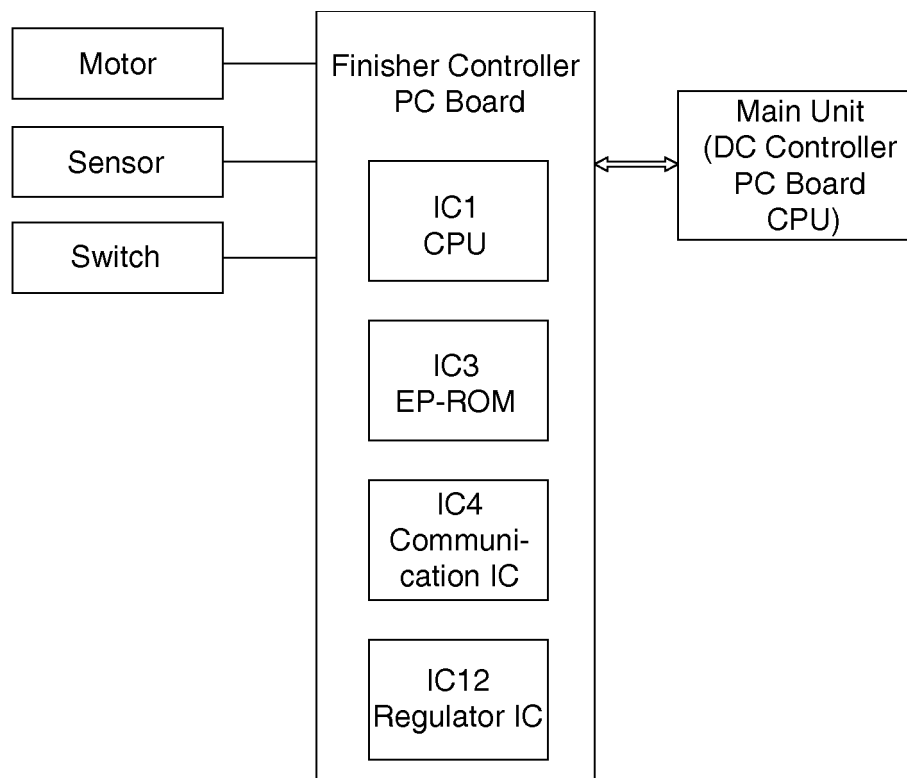 Motor
Sensor
Switch
Finisher Controller
PC Board
IC1
CPU
IC3
EP-ROM
IC4
Communi-
cation IC
IC12
Regulator IC
Main Unit
(DC Controller
PC Board
CPU)